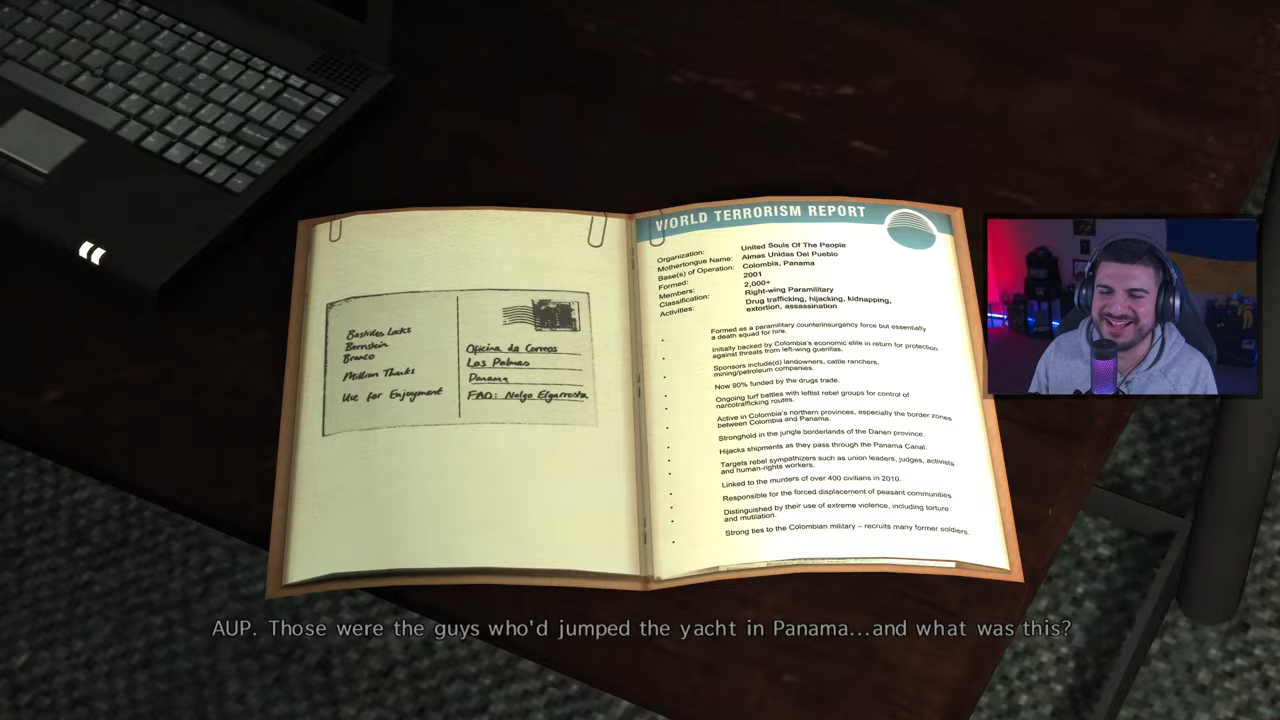 Bastides Locks
Bernstein
Branco
Million Thanks
Use for Enjoyment
Oficina de Correos
Las Palmas
Panama
FAO: Nalgo Elgarresta
WORLD TERRORISM REPORT
Organization: United Souls Of The People
Mothertongue Name: Almas Unidas Del Pueblo
Base(s) of Operation: Colombia, Panama
Formed: 2001
Members: 2,000+
Classification: Right-wing Paramilitary
Activities: Drug trafficking, hijacking, kidnapping,
extortion, assassination
Formed as a paramilitary counterinsurgency force but essentially
a death squad for hire.
Initially backed by Colombia's economic elite in return for protection
against threats from left-wing guerillas.
Sponsors include(d) landowners, cattle ranchers,
mining/petroleum companies.
Now 90% funded by the drugs trade.
Ongoing turf battles with leftist rebel groups for control of
narcotrafficking routes.
Active in Colombia's northern provinces, especially the border zones
between Colombia and Panama.
Stronghold in the jungle borderlands of the Darien province.
Hijacks shipments as they pass through the Panama Canal.
Targets rebel sympathizers such as union leaders, judges, activists
and human-rights workers.
Linked to the murders of over 400 civilians in 2010.
Responsible for the forced displacement of peasant communities
Distinguished by their use of extreme violence, including torture
and mutilation.
Strong ties to the Colombian military – recruits many former soldiers.
AUP. Those were the guys who'd jumped the yacht in Panama...and what was this?